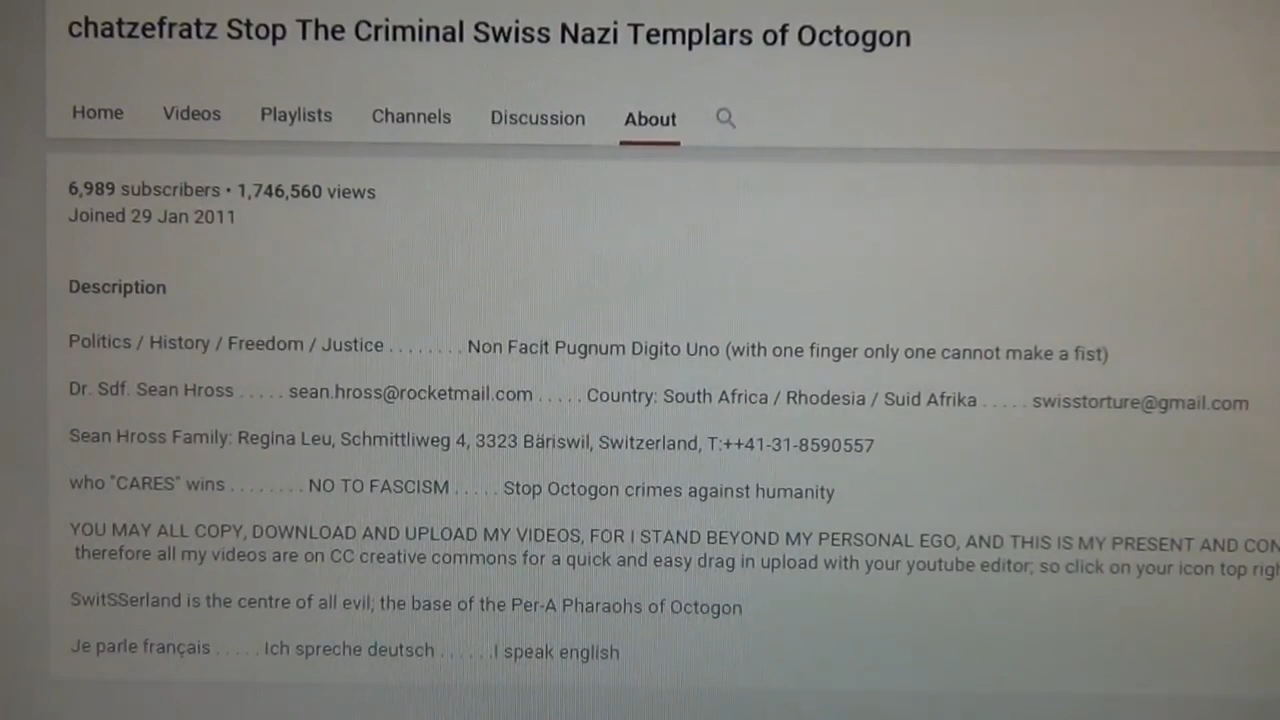 chatzefratz Stop The Criminal Swiss Nazi Templars of Octogon
Home Videos Playlists Channels Discussion About
6,989 subscribers • 1,746,560 views
Joined 29 Jan 2011
Description
Politics / History / Freedom / Justice . . . . . . . . Non Facit Pugnum Digito Uno (with one finger only one cannot make a fist)
Dr. Sdf. Sean Hross . . . . . sean.hross@rocketmail.com . . . . . Country: South Africa / Rhodesia / Suid Afrika . . . . . swisstorture@gmail.com
Sean Hross Family: Regina Leu, Schmittliweg 4, 3323 Bäriswil, Switzerland, T:++41-31-8590557
who "CARES" wins . . . . . . . . NO TO FASCISM . . . . . Stop Octogon crimes against humanity
YOU MAY ALL COPY, DOWNLOAD AND UPLOAD MY VIDEOS, FOR I STAND BEYOND MY PERSONAL EGO, AND THIS IS MY PRESENT AND
therefore all my videos are on CC creative commons for a quick and easy drag in upload with your youtube editor; so click on your icon top
SwitSSerland is the centre of all evil; the base of the Per-A Pharaohs of Octogon
Je parle français . . . . . Ich spreche deutsch . . . . . .I speak english